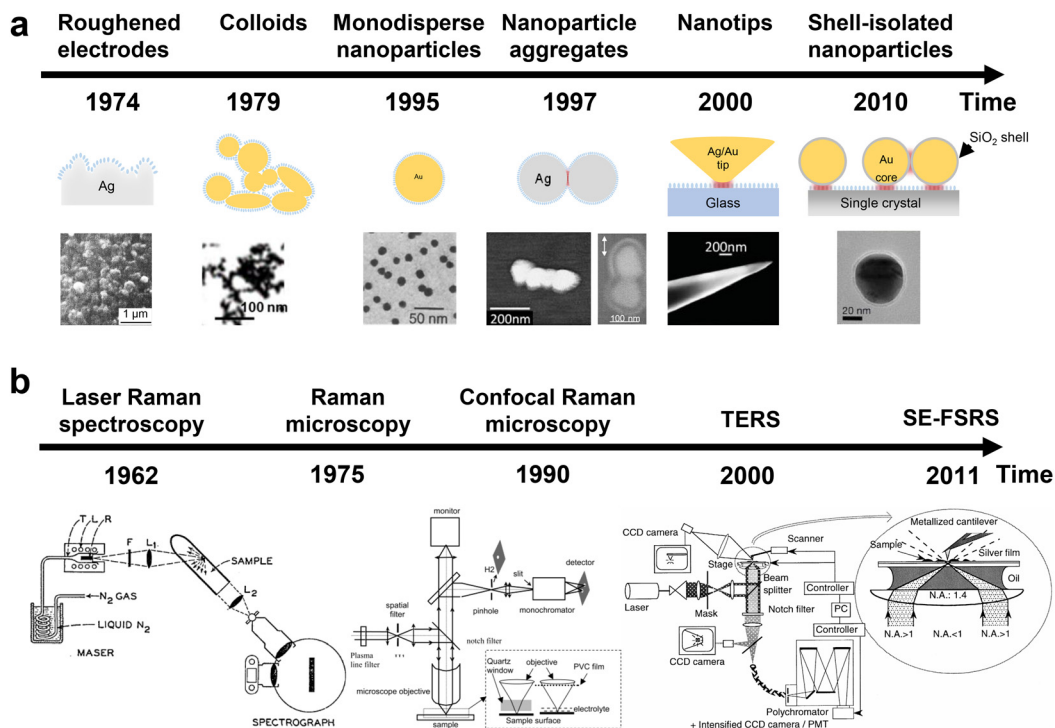 a
Roughened
electrodes
Colloids
Monodisperse
nanoparticles
Nanoparticle
aggregates
Nanotips
Shell-isolated
nanoparticles
1974
1979
1995
1997
2000
2010
Time
SiO2 shell
Ag
Au
Ag
Ag/Au
tip
Glass
Au
core
Single crystal
1 μm
100 nm
50 nm
200nm
100 nm
200nm
20 nm
b
Laser Raman
spectroscopy
Raman
microscopy
Confocal Raman
microscopy
TERS
SE-FSRS
1962
1975
1990
2000
2011
Time
T L R
F
L1
SAMPLE
L2
N2 GAS
LIQUID N2
MASER
SPECTROGRAPH
monitor
H2
slit
detector
pinhole
monochromator
spatial
filter
notch filter
Plasma
line filter
microscope objective
sample
Quartz
window
objective
PVC film
electrolyte
Sample surface
CCD camera
Scanner
Stage
Beam
splitter
Laser
Mask
Notch filter
Controller
PC
Controller
CCD camera
Polychromator
+ Intensified CCD camera / PMT
Metallized cantilever
Sample
Silver film
Oil
N.A.: 1.4
N.A.>1
N.A.<1
N.A.>1